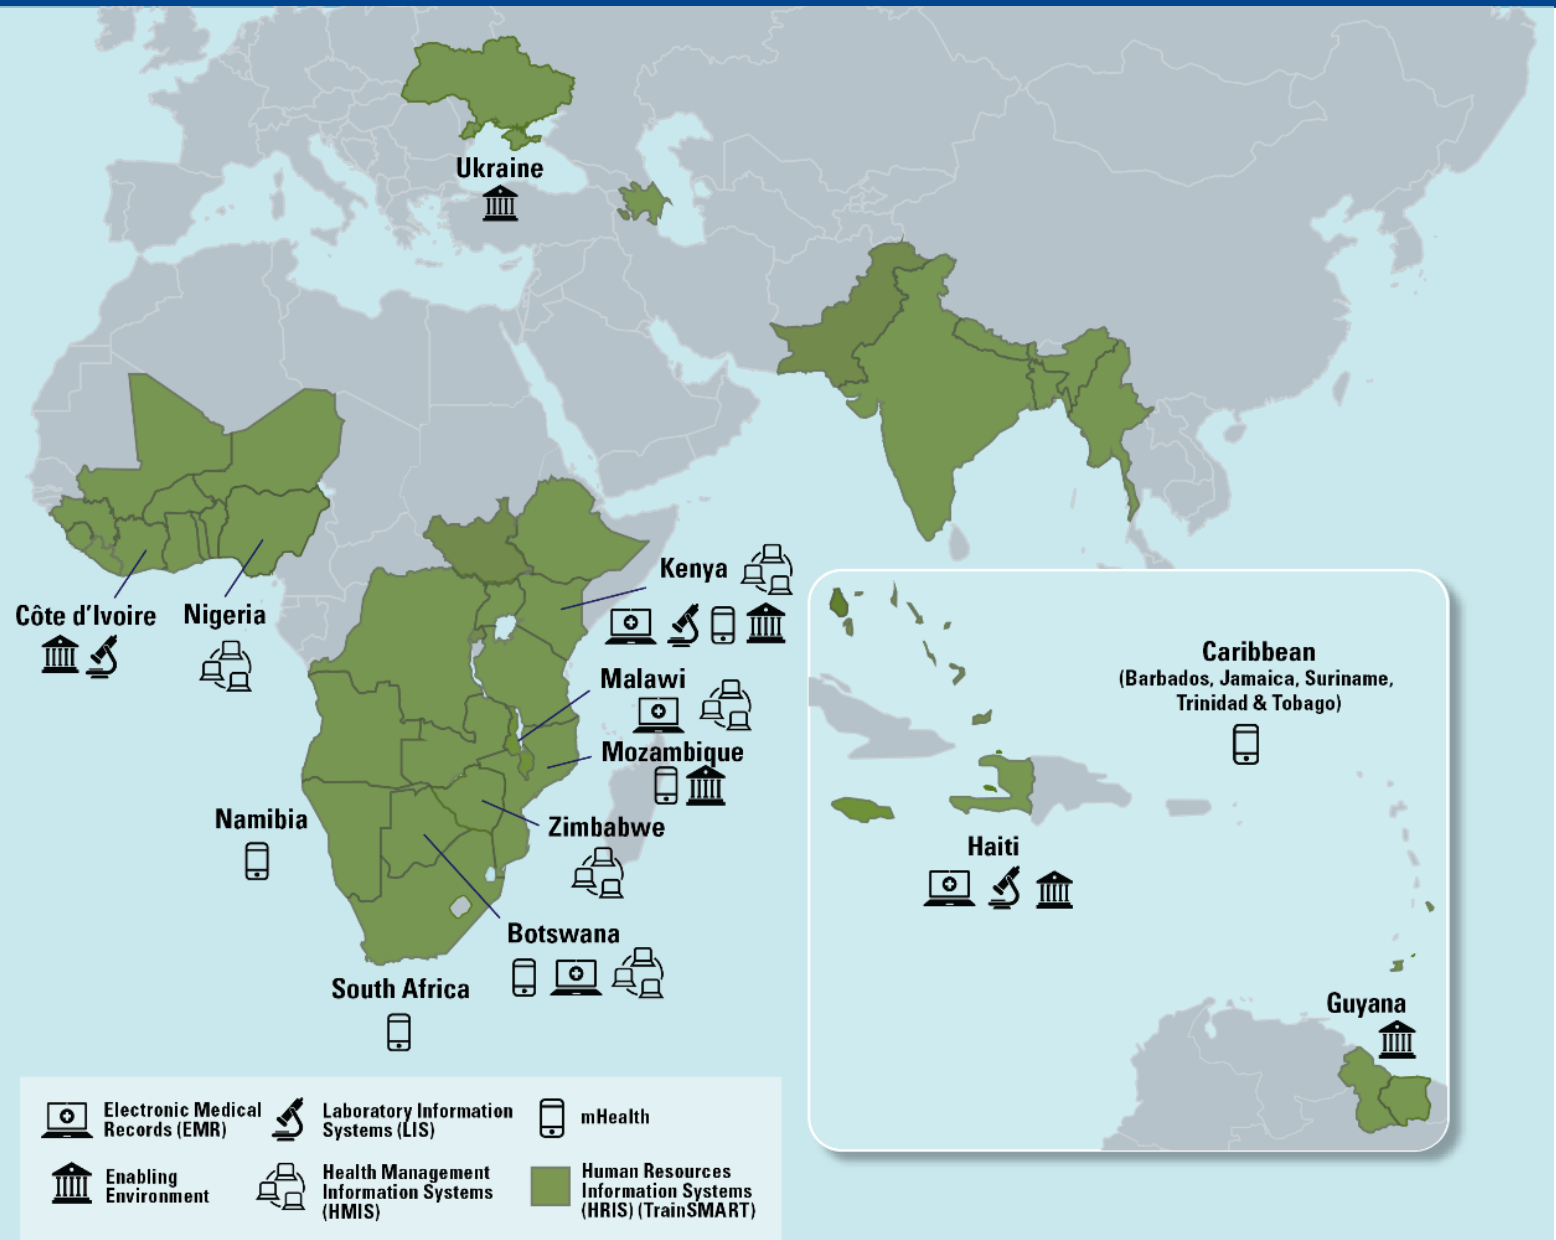 Ukraine
Côte d'Ivoire
Nigeria
Kenya
Malawi
Mozambique
Zimbabwe
Namibia
Botswana
South Africa
Caribbean
(Barbados, Jamaica, Suriname,
Trinidad & Tobago)
Haiti
Guyana
Electronic Medical
Records (EMR)
Laboratory Information
Systems (LIS)
mHealth
Enabling
Environment
Health Management
Information Systems
(HMIS)
Human Resources
Information Systems
(HRIS) (TrainSMART)